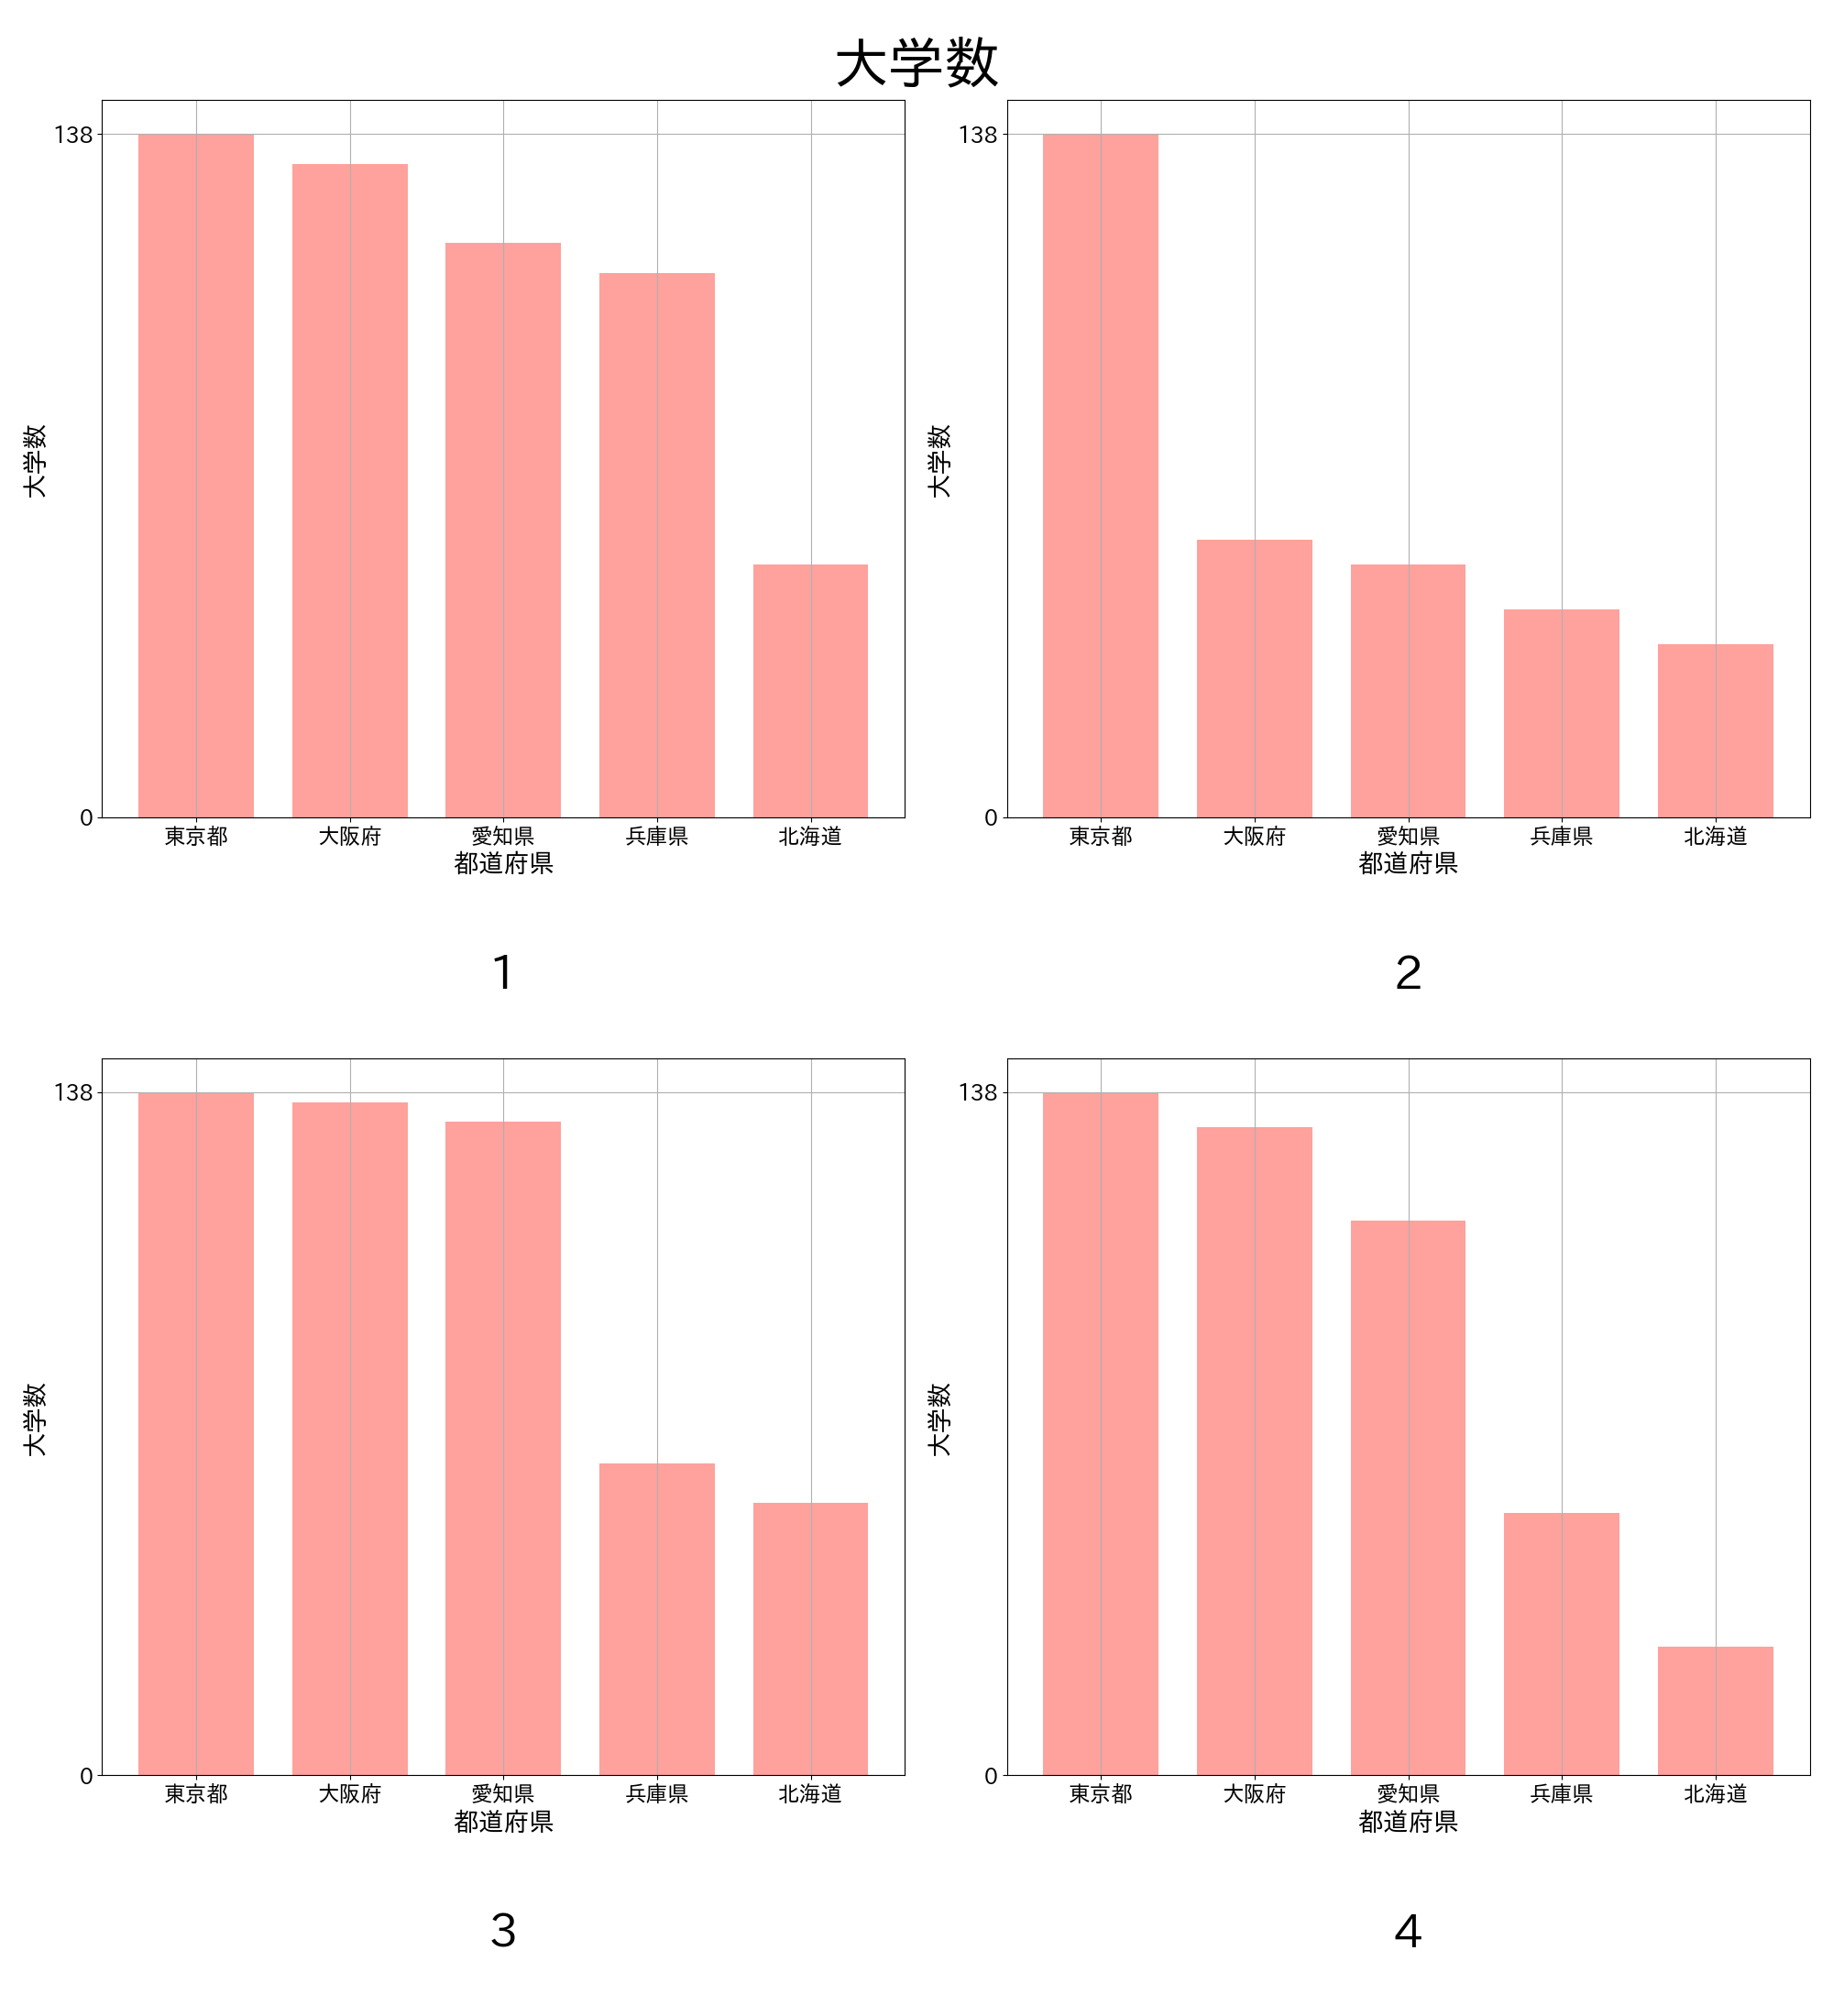 大学数
138
0
大学数
東京都 大阪府 愛知県 兵庫県 北海道
都道府県
1
138
0
大学数
東京都 大阪府 愛知県 兵庫県 北海道
都道府県
2
138
0
大学数
東京都 大阪府 愛知県 兵庫県 北海道
都道府県
3
138
0
大学数
東京都 大阪府 愛知県 兵庫県 北海道
都道府県
4